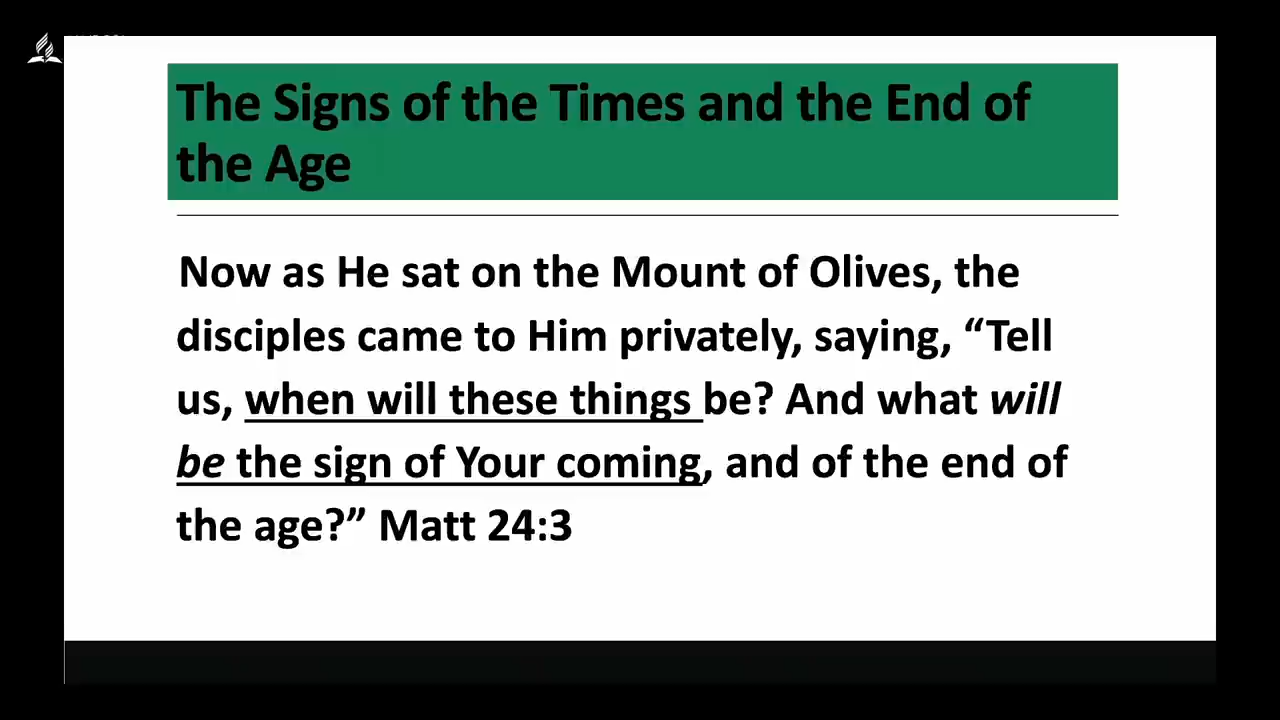 The Signs of the Times and the End of
the Age
Now as He sat on the Mount of Olives, the
disciples came to Him privately, saying, “Tell
us, when will these things be? And what will
be the sign of Your coming, and of the end of
the age?” Matt 24:3